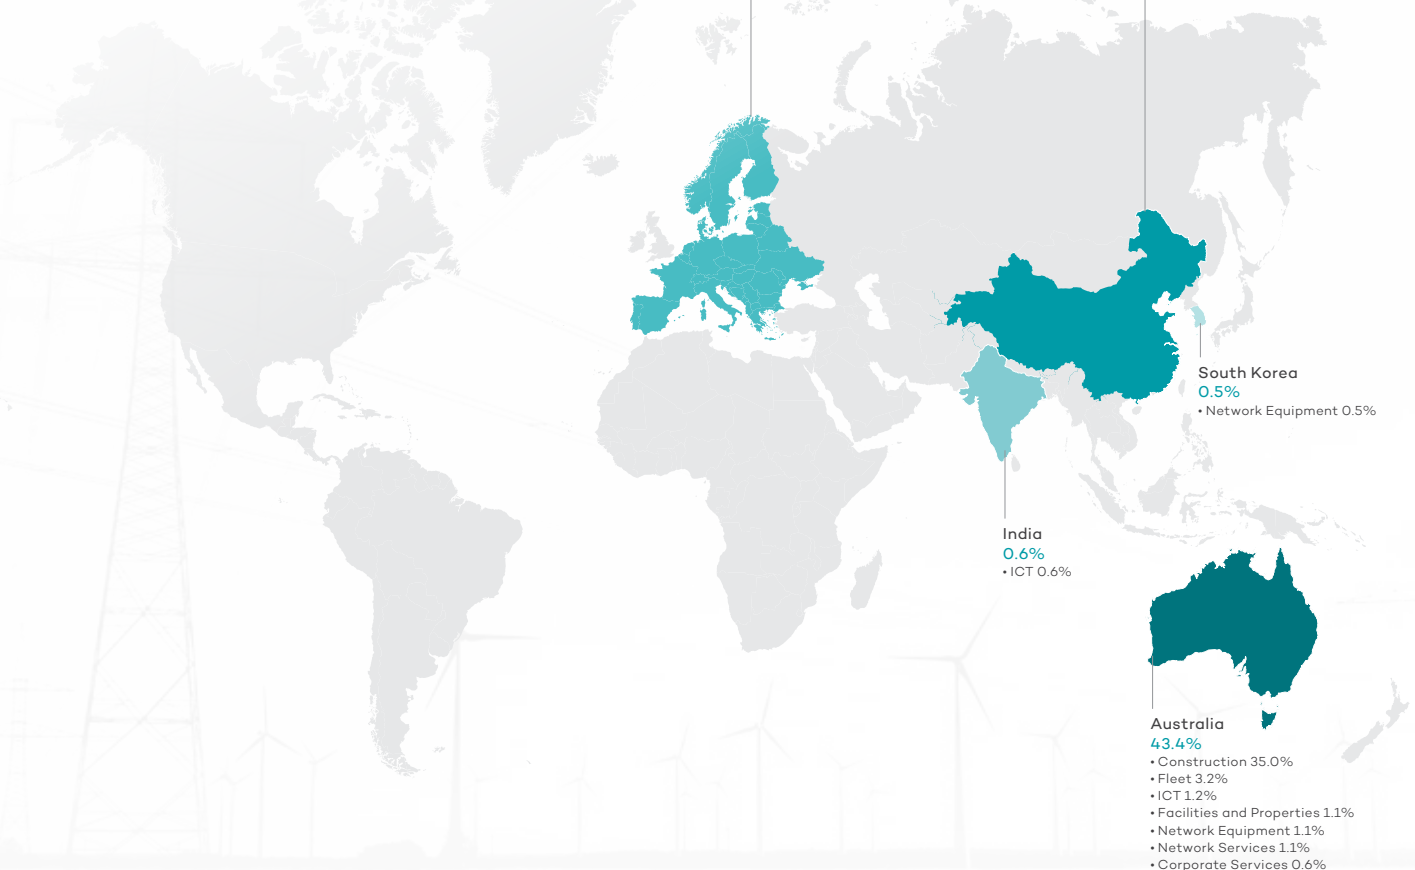 South Korea
0.5%
• Network Equipment 0.5%
India
0.6%
• ICT 0.6%
Australia
43.4%
• Construction 35.0%
• Fleet 3.2%
• ICT 1.2%
• Facilities and Properties 1.1%
• Network Equipment 1.1%
• Network Services 1.1%
• Corporate Services 0.6%